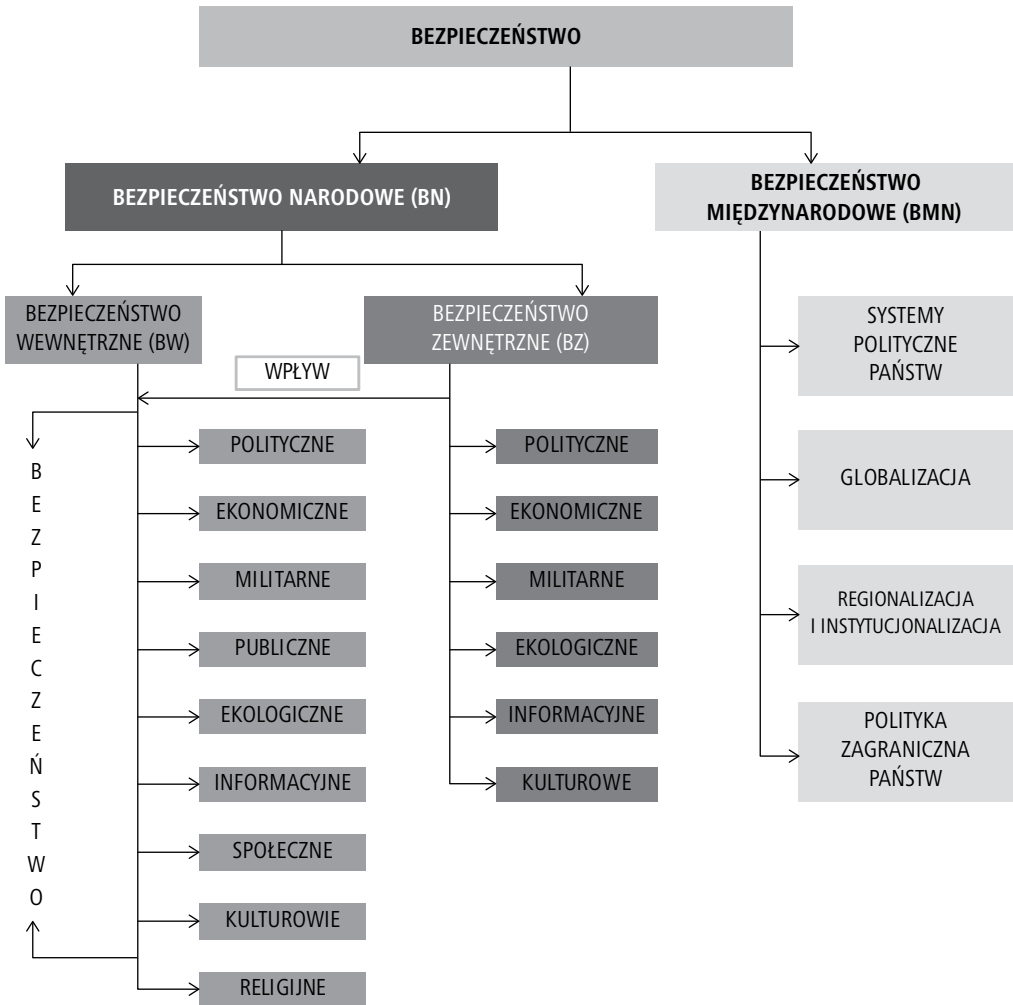 BEZPIECZEŃSTWO
BEZPIECZEŃSTWO NARODOWE (BN)
BEZPIECZEŃSTWO
MIĘDZYNARODOWE (BMN)
BEZPIECZEŃSTWO
WEWNĘTRZNE (BW)
BEZPIECZEŃSTWO
ZEWNĘTRZNE (BZ)
WPŁYW
B
E
Z
P
I
E
C
Z
E
Ń
S
T
W
O
POLITYCZNE
EKONOMICZNE
MILITARNE
PUBLICZNE
EKOLOGICZNE
INFORMACYJNE
SPOŁECZNE
KULTUROWIE
RELIGIJNE
POLITYCZNE
EKONOMICZNE
MILITARNE
EKOLOGICZNE
INFORMACYJNE
KULTUROWE
SYSTEMY
POLITYCZNE
PAŃSTW
GLOBALIZACJA
REGIONALIZACJA
I INSTYTUCJONALIZACJA
POLITYKA
ZAGRANICZNA
PAŃSTW